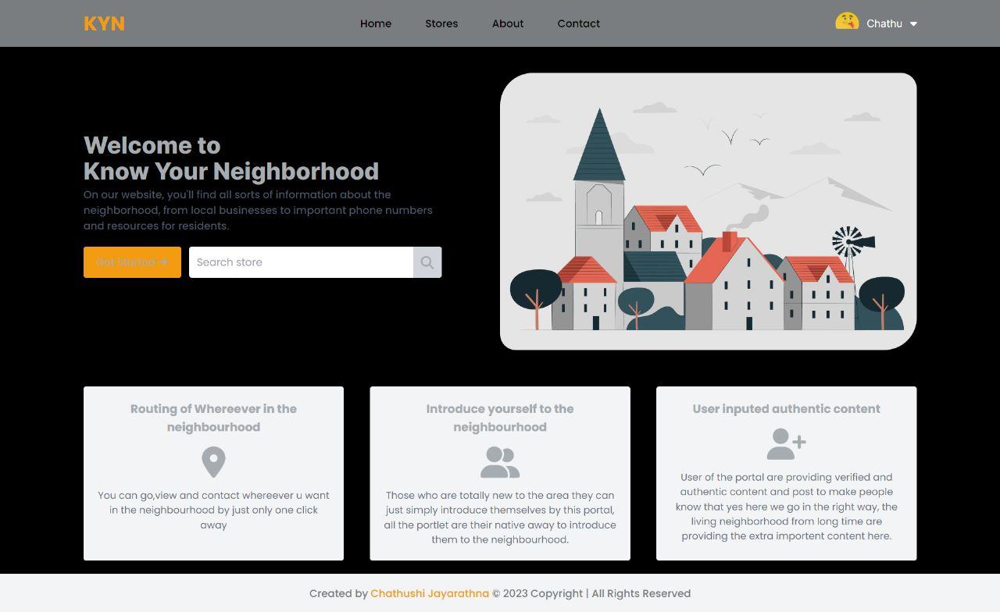 KYN
Home
Stores
About
Contact
Chathu
Welcome to
Know Your Neighborhood
On our website, you'll find all sorts of information about the
neighborhood, from local businesses to important phone numbers
and resources for residents.
Get Started →
Search store
Routing of Whereever in the
neighbourhood
You can go,view and contact whereever u want
in the neighbourhood by just only one click
away
Introduce yourself to the
neighbourhood
Those who are totally new to the area they can
just simply introduce themselves by this portal,
all the portlet are their native away to introduce
them to the neighbourhood.
User inputed authentic content
User of the portal are providing verified and
authentic content and post to make people
know that yes here we go in the right way, the
living neighborhood from long time are
providing the extra importent content here.
Created by Chathushi Jayarathna © 2023 Copyright | All Rights Reserved